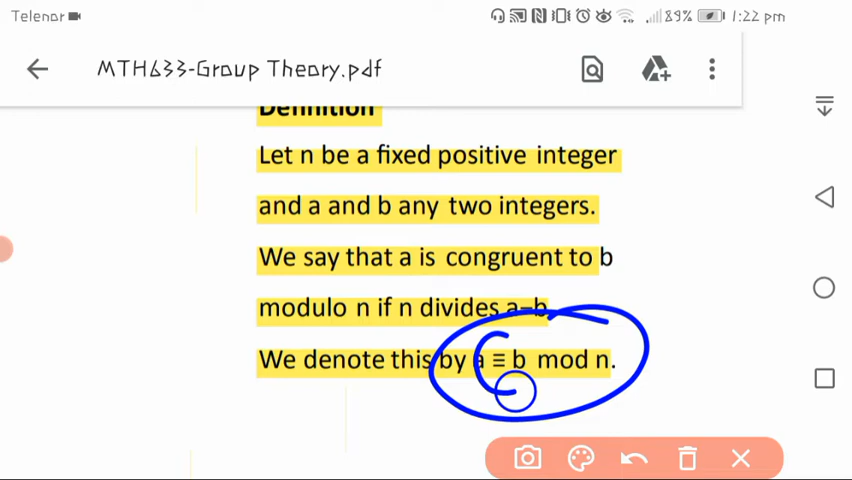 Telenor 89% 1:22 pm
MTH633-Group Theory.pdf
Definition
Let n be a fixed positive integer
and a and b any two integers.
We say that a is congruent to b
modulo n if n divides a–b.
We denote this by a ≡ b mod n.